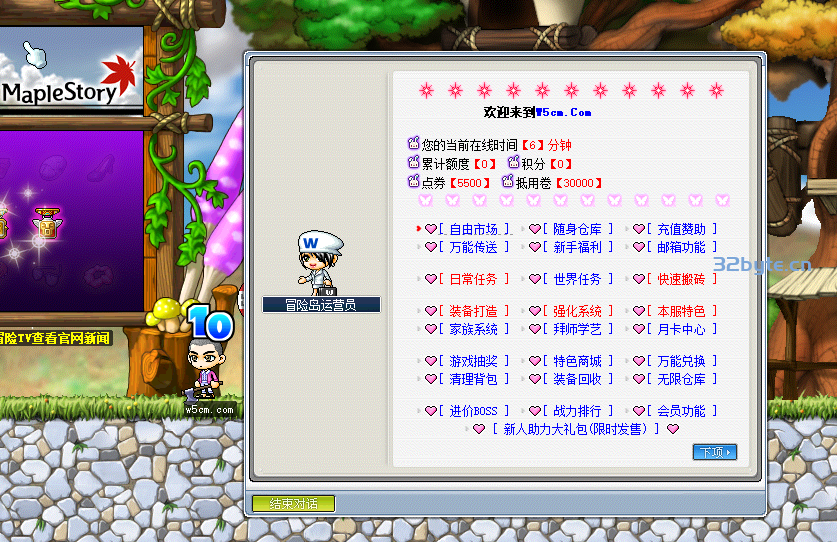 MapleStory
欢迎来到W5cm.Com
您的当前在线时间【6】分钟
累计额度【0】 积分【0】
点券【5500】 抵用卷【30000】
[ 自由市场 ] [ 随身仓库 ] [ 充值赞助 ]
[ 万能传送 ] [ 新手福利 ] [ 邮箱功能 ]
32byte.cn
[ 日常任务 ] [ 世界任务 ] [ 快速搬砖 ]
W
W
冒险岛运营员
[ 装备打造 ] [ 强化系统 ] [ 本服特色 ]
10
[ 家族系统 ] [ 拜师学艺 ] [ 月卡中心 ]
冒险TV查看官网新闻
[ 游戏抽奖 ] [ 特色商城 ] [ 万能兑换 ]
[ 清理背包 ] [ 装备回收 ] [ 无限仓库 ]
w5cm.com
[ 进价BOSS ] [ 战力排行 ] [ 会员功能 ]
[ 新人助力大礼包(限时发售) ]
下项
结束对话